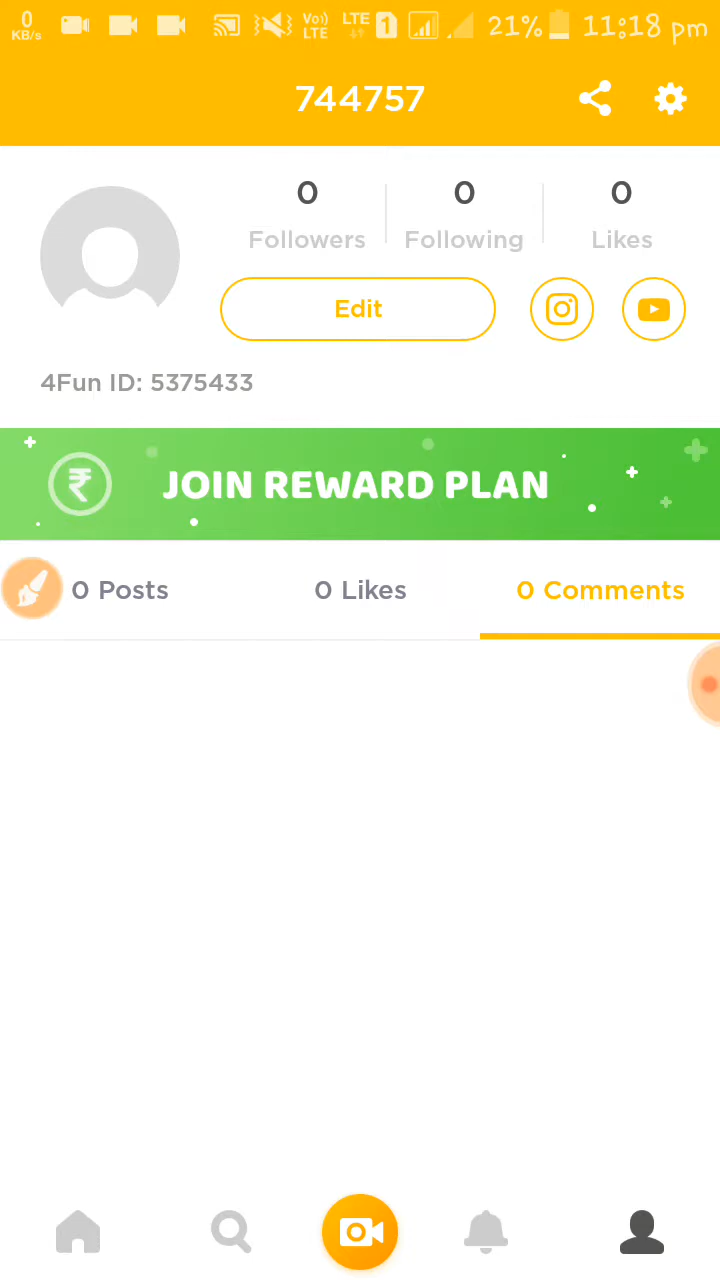 0 KB/s Vo)) LTE LTE 1 21% 11:18 pm
744757
0 0 0
Followers Following Likes
Edit
4Fun ID: 5375433
₹ JOIN REWARD PLAN
0 Posts 0 Likes 0 Comments